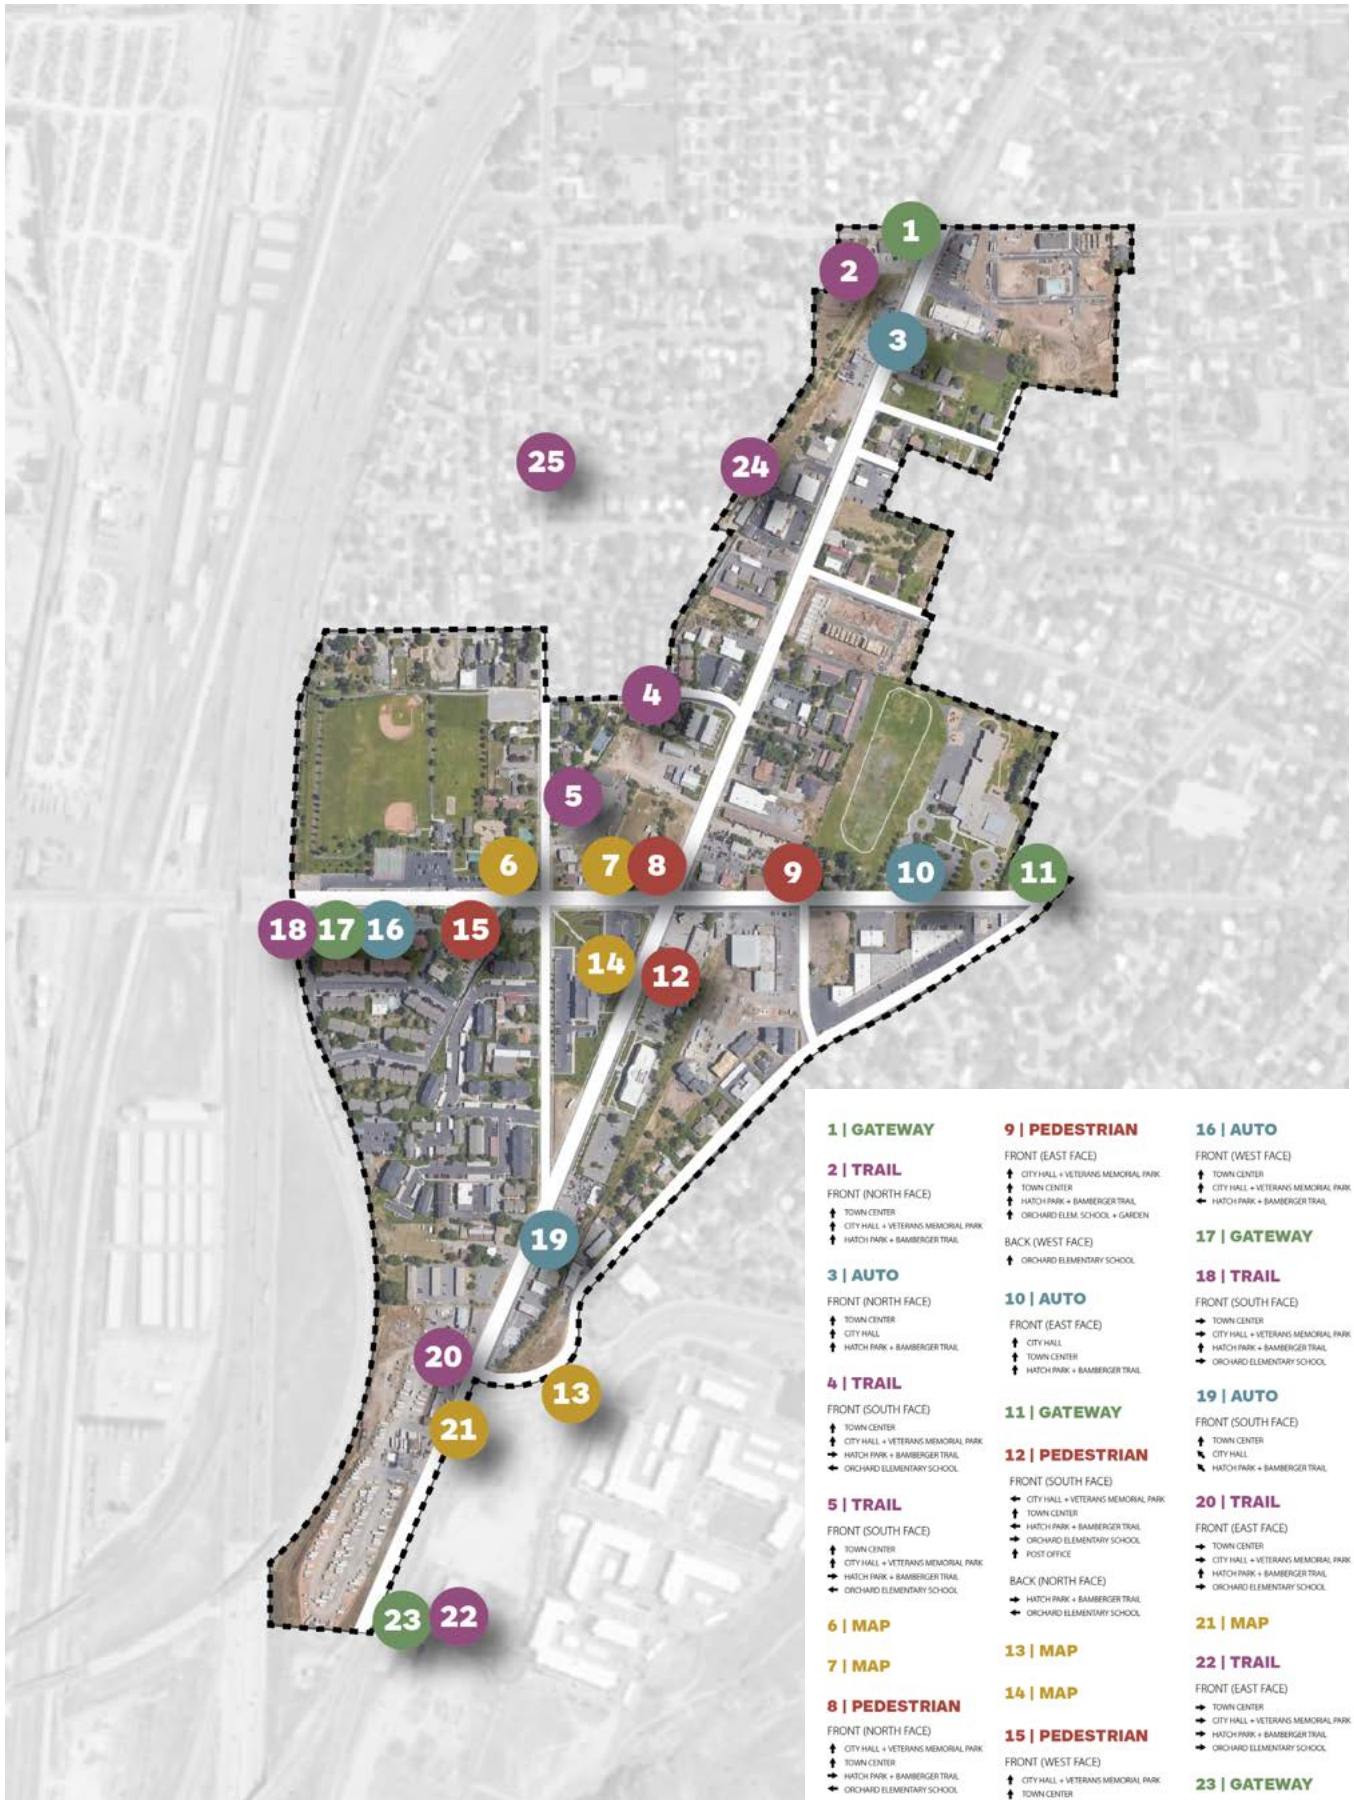 1
2
3
25
24
4
5
6
7
8
9
10
11
18
17
16
15
14
12
19
20
13
21
23
22
1 | GATEWAY
2 | TRAIL
FRONT (NORTH FACE)
↑ TOWN CENTER
↑ CITY HALL + VETERANS MEMORIAL PARK
↑ HATCH PARK + BAMBERGER TRAIL
3 | AUTO
FRONT (NORTH FACE)
↑ TOWN CENTER
↑ CITY HALL
↑ HATCH PARK + BAMBERGER TRAIL
4 | TRAIL
FRONT (SOUTH FACE)
↑ TOWN CENTER
↑ CITY HALL + VETERANS MEMORIAL PARK
→ HATCH PARK + BAMBERGER TRAIL
← ORCHARD ELEMENTARY SCHOOL
5 | TRAIL
FRONT (SOUTH FACE)
↑ TOWN CENTER
↑ CITY HALL + VETERANS MEMORIAL PARK
→ HATCH PARK + BAMBERGER TRAIL
← ORCHARD ELEMENTARY SCHOOL
6 | MAP
7 | MAP
8 | PEDESTRIAN
FRONT (NORTH FACE)
↑ CITY HALL + VETERANS MEMORIAL PARK
↑ TOWN CENTER
→ HATCH PARK + BAMBERGER TRAIL
← ORCHARD ELEMENTARY SCHOOL
9 | PEDESTRIAN
FRONT (EAST FACE)
↑ CITY HALL + VETERANS MEMORIAL PARK
↑ TOWN CENTER
↑ HATCH PARK + BAMBERGER TRAIL
↑ ORCHARD ELEM. SCHOOL + GARDEN
BACK (WEST FACE)
↑ ORCHARD ELEMENTARY SCHOOL
10 | AUTO
FRONT (EAST FACE)
↑ CITY HALL
↑ TOWN CENTER
↑ HATCH PARK + BAMBERGER TRAIL
11 | GATEWAY
12 | PEDESTRIAN
FRONT (SOUTH FACE)
← CITY HALL + VETERANS MEMORIAL PARK
↑ TOWN CENTER
← HATCH PARK + BAMBERGER TRAIL
→ ORCHARD ELEMENTARY SCHOOL
↑ POST OFFICE
BACK (NORTH FACE)
→ HATCH PARK + BAMBERGER TRAIL
← ORCHARD ELEMENTARY SCHOOL
13 | MAP
14 | MAP
15 | PEDESTRIAN
FRONT (WEST FACE)
↑ CITY HALL + VETERANS MEMORIAL PARK
↑ TOWN CENTER
16 | AUTO
FRONT (WEST FACE)
↑ TOWN CENTER
↑ CITY HALL + VETERANS MEMORIAL PARK
← HATCH PARK + BAMBERGER TRAIL
17 | GATEWAY
18 | TRAIL
FRONT (SOUTH FACE)
→ TOWN CENTER
→ CITY HALL + VETERANS MEMORIAL PARK
↑ HATCH PARK + BAMBERGER TRAIL
→ ORCHARD ELEMENTARY SCHOOL
19 | AUTO
FRONT (SOUTH FACE)
↑ TOWN CENTER
↖ CITY HALL
↖ HATCH PARK + BAMBERGER TRAIL
20 | TRAIL
FRONT (EAST FACE)
→ TOWN CENTER
→ CITY HALL + VETERANS MEMORIAL PARK
↑ HATCH PARK + BAMBERGER TRAIL
→ ORCHARD ELEMENTARY SCHOOL
21 | MAP
22 | TRAIL
FRONT (EAST FACE)
→ TOWN CENTER
→ CITY HALL + VETERANS MEMORIAL PARK
→ HATCH PARK + BAMBERGER TRAIL
→ ORCHARD ELEMENTARY SCHOOL
23 | GATEWAY